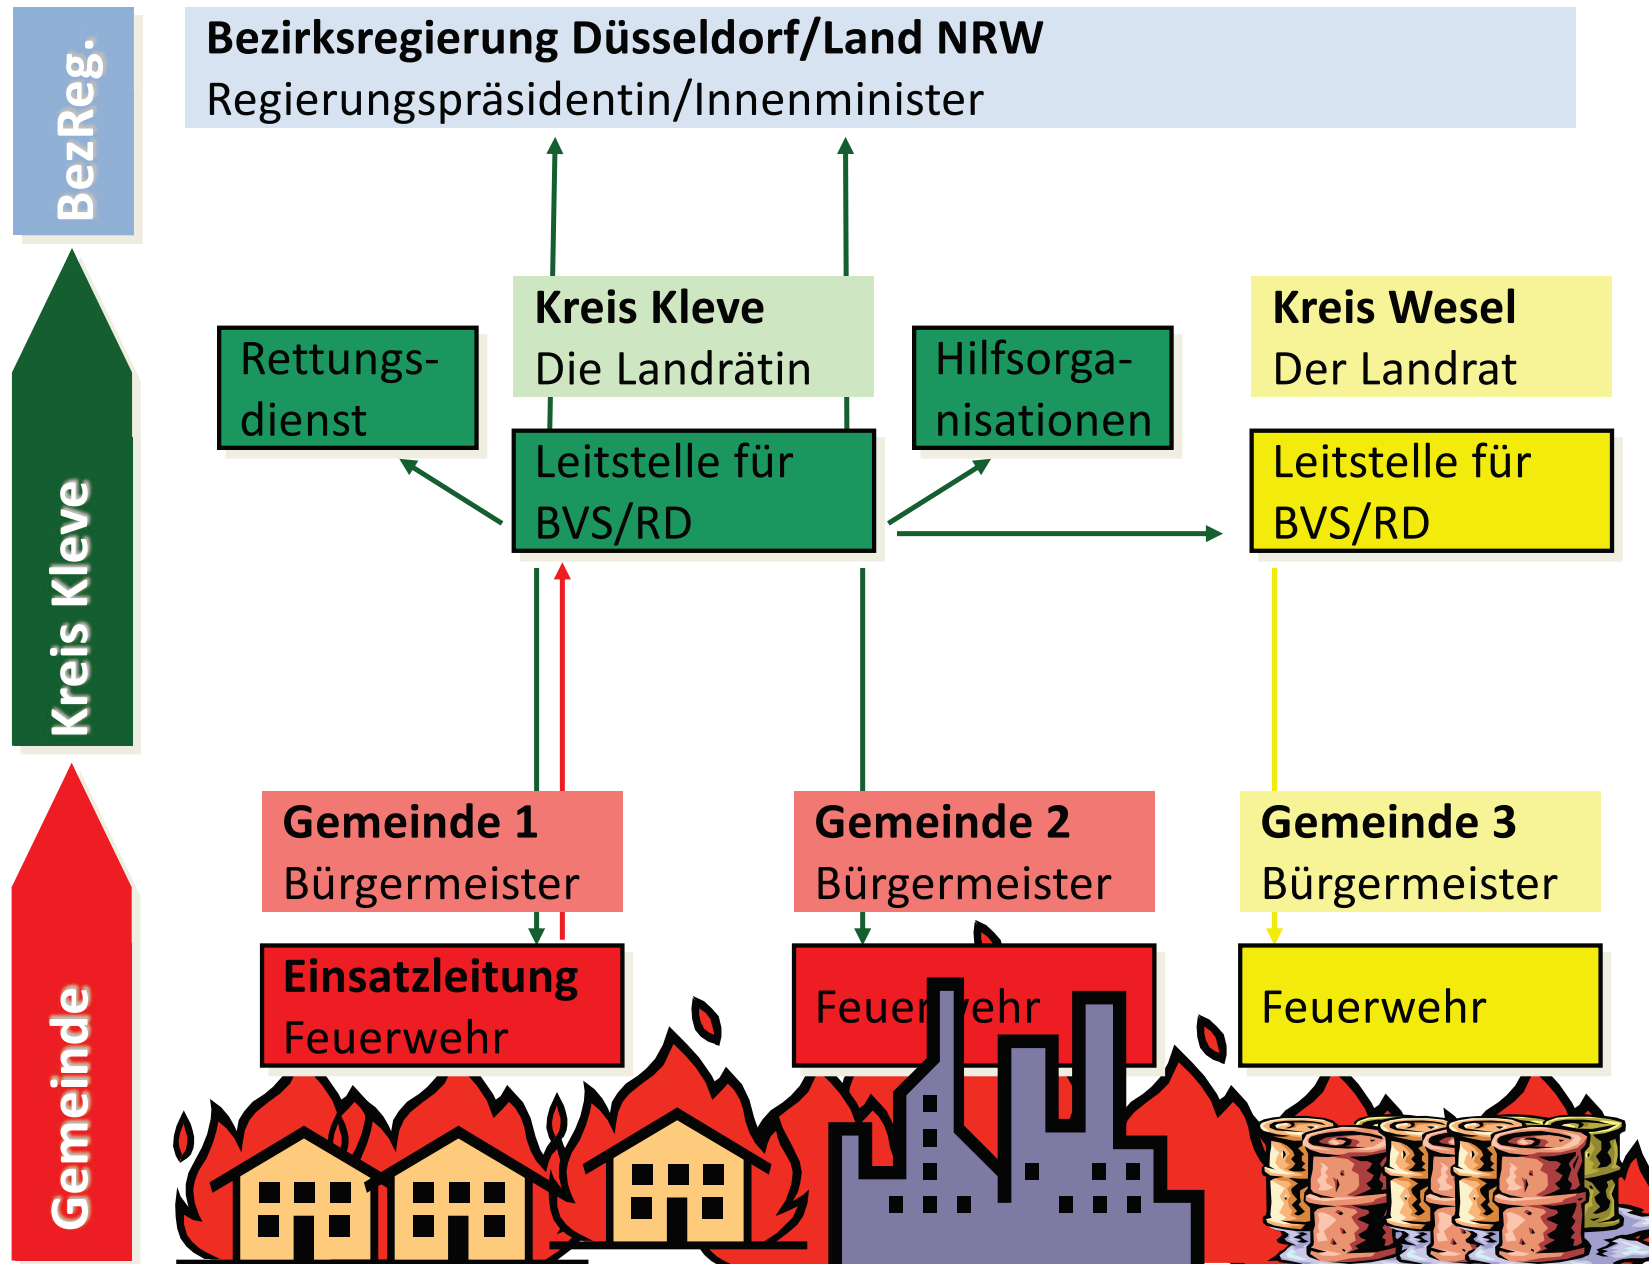 BezReg.
Bezirksregierung Düsseldorf/Land NRW
Regierungspräsidentin/Innenminister
Kreis Kleve
Rettungs-
dienst
Kreis Kleve
Die Landrätin
Leitstelle für
BVS/RD
Hilfsorga-
nisationen
Kreis Wesel
Der Landrat
Leitstelle für
BVS/RD
Gemeinde
Gemeinde 1
Bürgermeister
Einsatzleitung
Feuerwehr
Gemeinde 2
Bürgermeister
Feuerwehr
Gemeinde 3
Bürgermeister
Feuerwehr